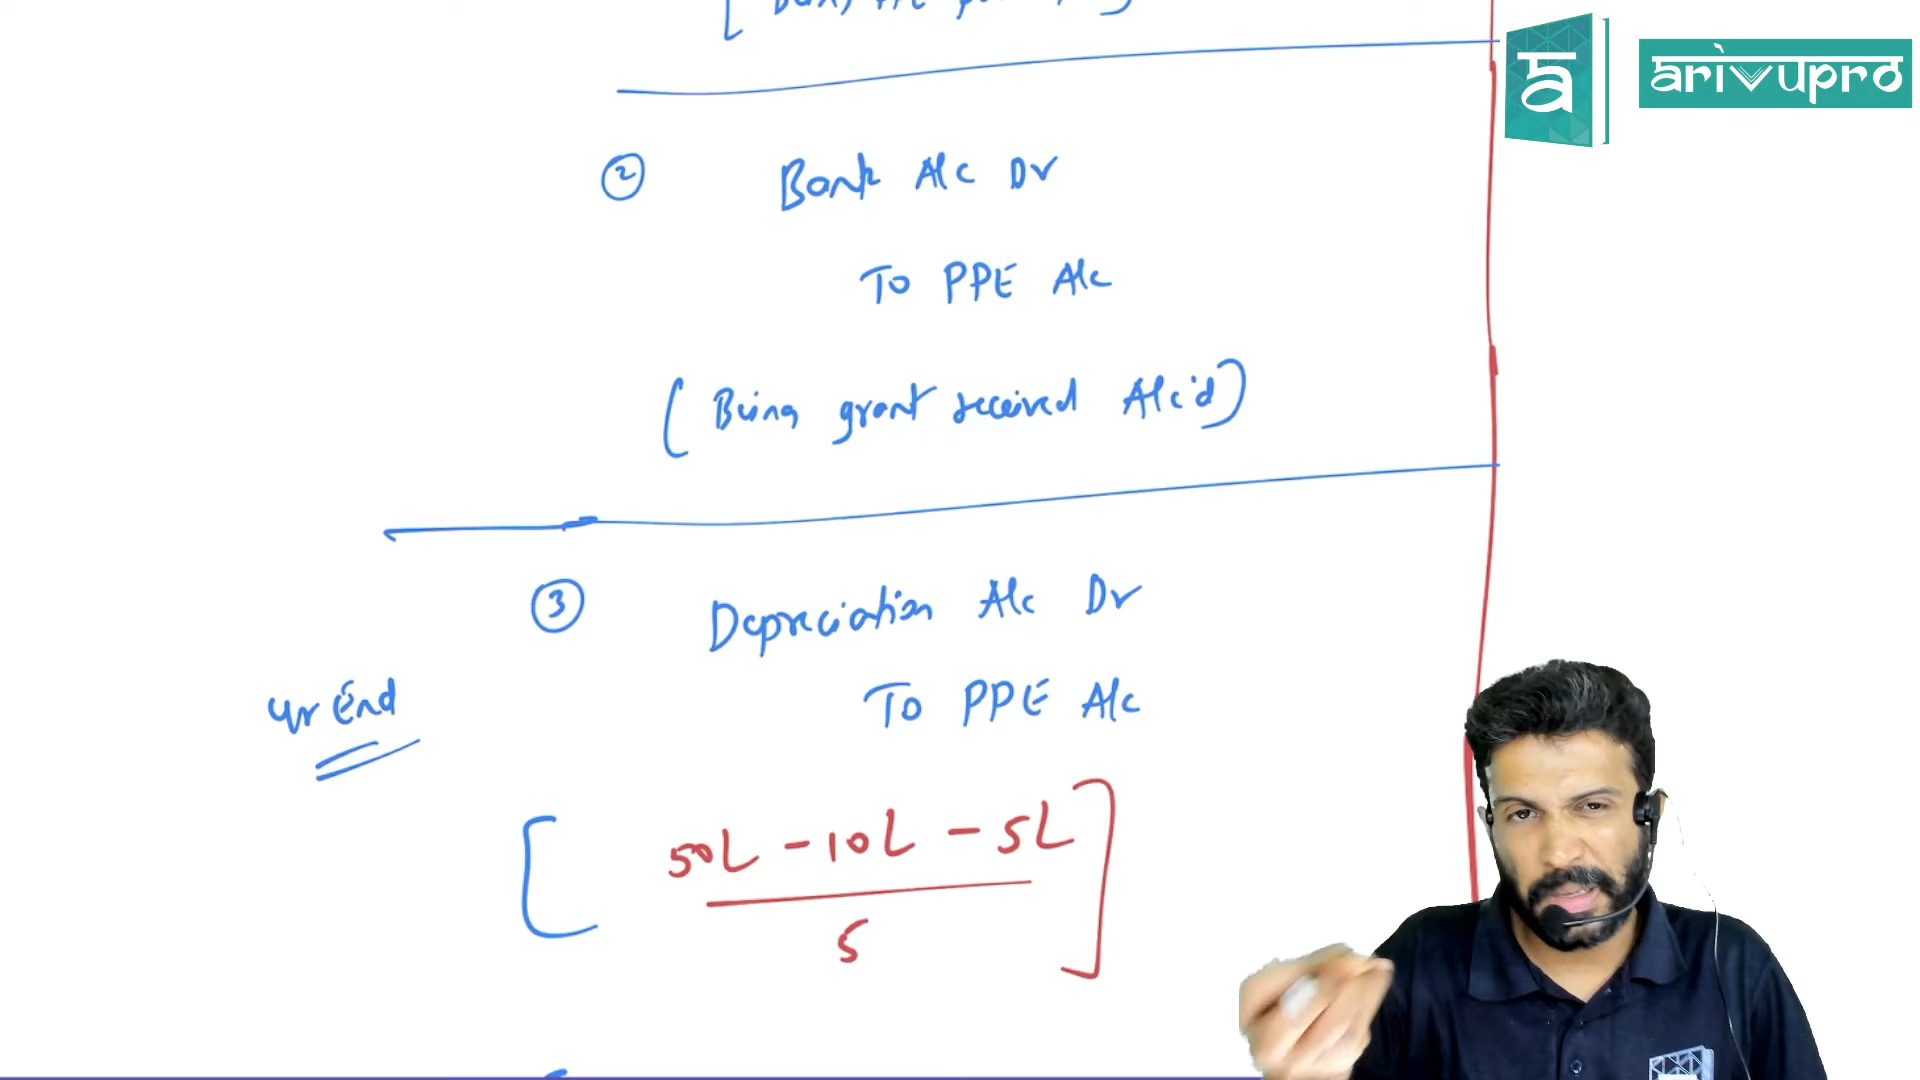 a arivupro
② Bank A/c Dr
To PPE A/c
( Being grant received A/c'd )
③ Depreciation A/c Dr
yr End To PPE A/c
[ 50L - 10L - 5L ]
5